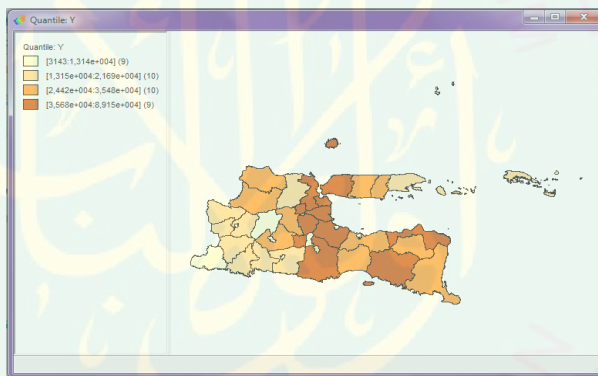 Quantile: Y
Quantile: Y
[3143:1,314e+004] (9)
[1,315e+004:2,169e+004] (10)
[2,442e+004:3,548e+004] (10)
[3,568e+004:8,915e+004] (9)